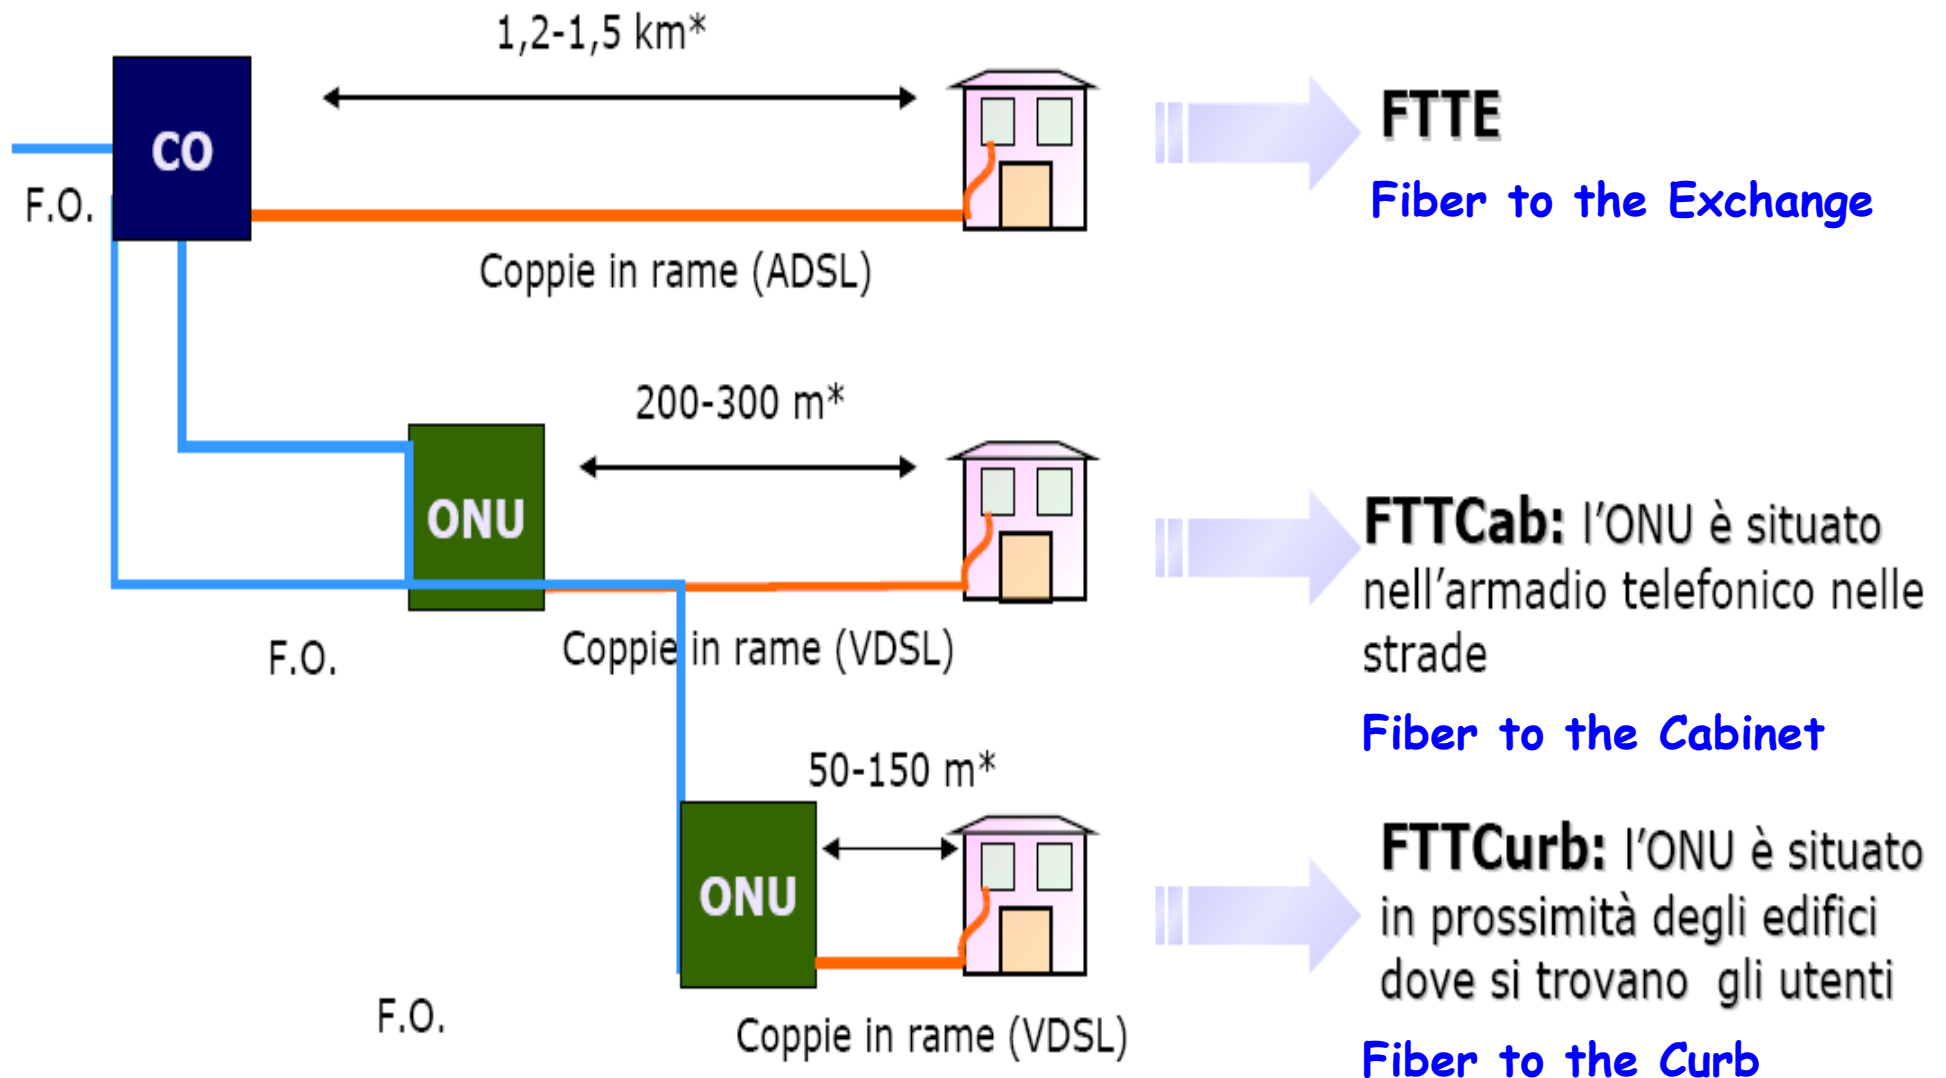 1,2-1,5 km*
CO
F.O.
Coppie in rame (ADSL)
FTTE
Fiber to the Exchange
200-300 m*
ONU
F.O.
Coppie in rame (VDSL)
FTTCab: l’ONU è situato
nell’armadio telefonico nelle
strade
Fiber to the Cabinet
50-150 m*
ONU
F.O.
Coppie in rame (VDSL)
FTTCurb: l’ONU è situato
in prossimità degli edifici
dove si trovano gli utenti
Fiber to the Curb